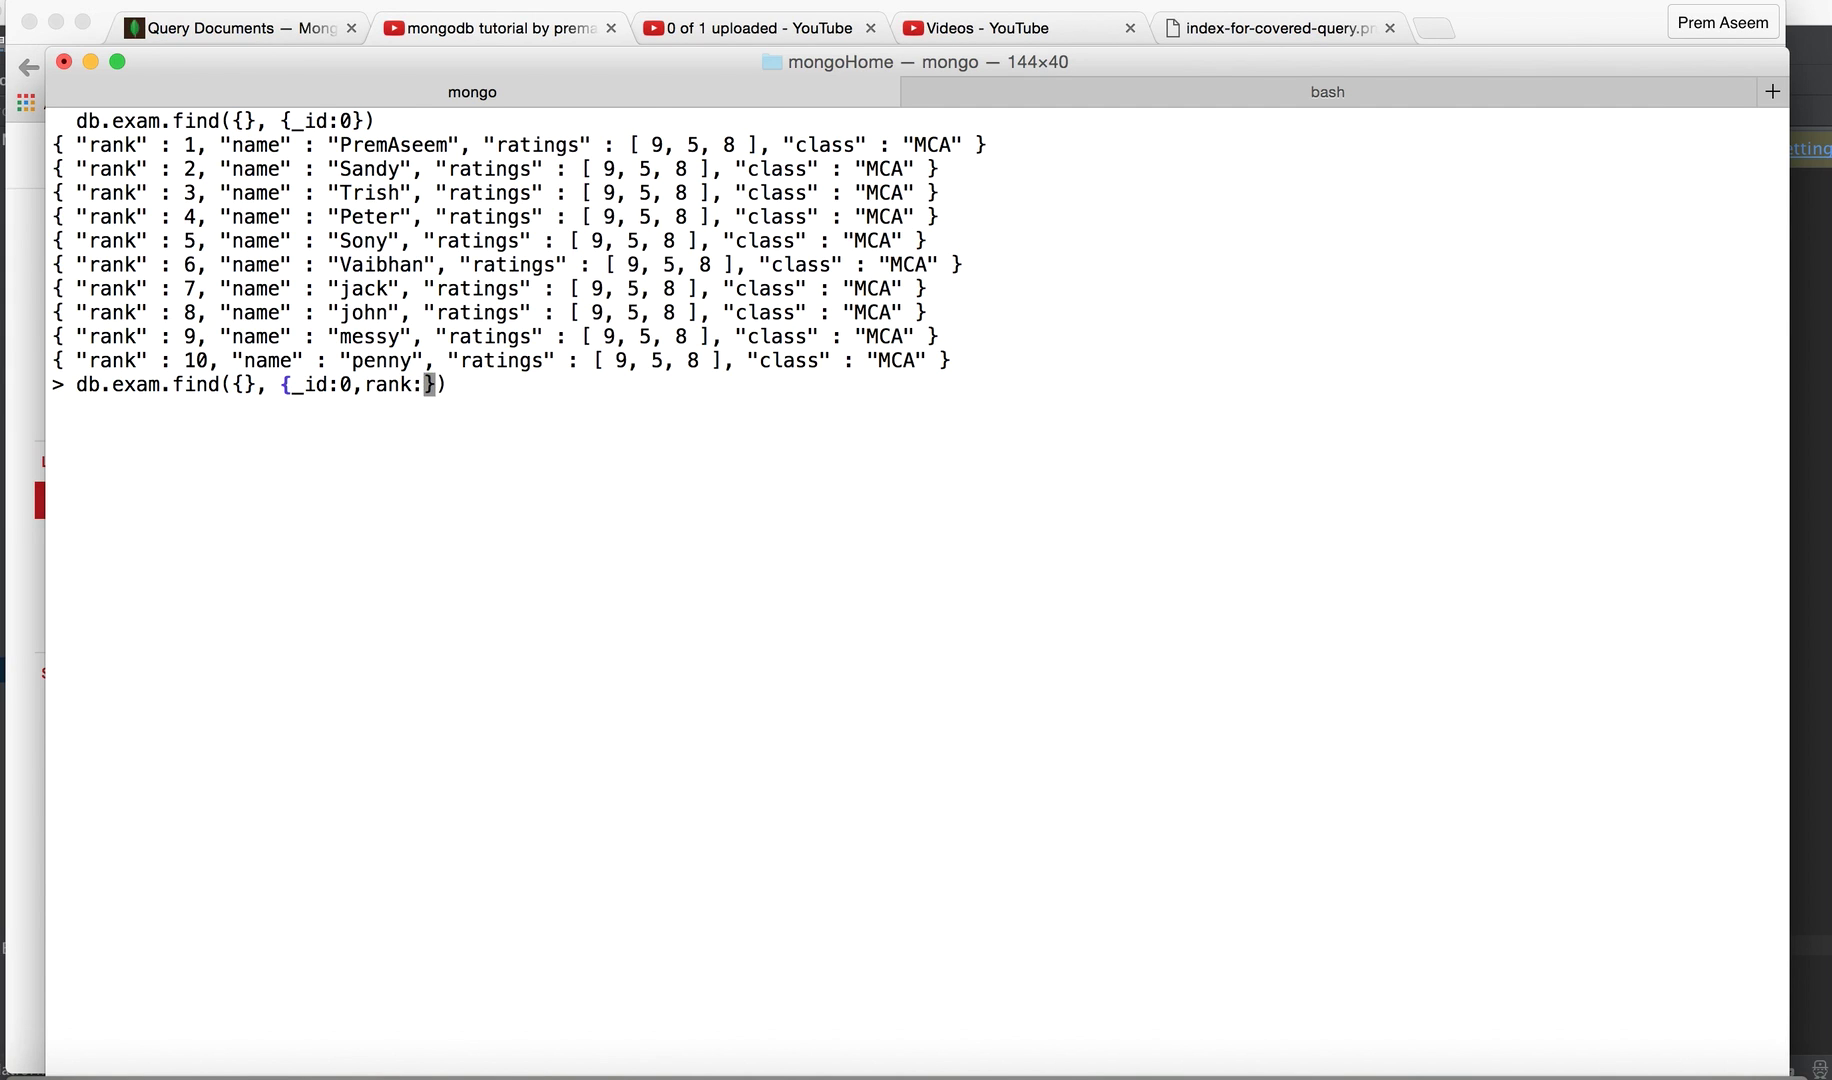 Query Documents — Mong
mongodb tutorial by prema
0 of 1 uploaded - YouTube
Videos - YouTube
index-for-covered-query.pn
Prem Aseem
mongoHome — mongo — 144×40
mongo
bash
+
db.exam.find({}, {_id:0})
{ "rank" : 1, "name" : "PremAseem", "ratings" : [ 9, 5, 8 ], "class" : "MCA" }
{ "rank" : 2, "name" : "Sandy", "ratings" : [ 9, 5, 8 ], "class" : "MCA" }
{ "rank" : 3, "name" : "Trish", "ratings" : [ 9, 5, 8 ], "class" : "MCA" }
{ "rank" : 4, "name" : "Peter", "ratings" : [ 9, 5, 8 ], "class" : "MCA" }
{ "rank" : 5, "name" : "Sony", "ratings" : [ 9, 5, 8 ], "class" : "MCA" }
{ "rank" : 6, "name" : "Vaibhan", "ratings" : [ 9, 5, 8 ], "class" : "MCA" }
{ "rank" : 7, "name" : "jack", "ratings" : [ 9, 5, 8 ], "class" : "MCA" }
{ "rank" : 8, "name" : "john", "ratings" : [ 9, 5, 8 ], "class" : "MCA" }
{ "rank" : 9, "name" : "messy", "ratings" : [ 9, 5, 8 ], "class" : "MCA" }
{ "rank" : 10, "name" : "penny", "ratings" : [ 9, 5, 8 ], "class" : "MCA" }
> db.exam.find({}, {_id:0,rank:})
etting